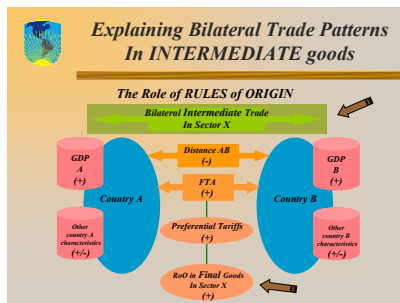 Explaining Bilateral Trade Patterns
In INTERMEDIATE goods
The Role of RULES of ORIGIN
Bilateral Intermediate Trade
In Sector X
GDP
A
(+)
Distance AB
(-)
GDP
B
(+)
FTA
(+)
Country A
Country B
Other
country A
characteristics
(+/-)
Preferential Tariffs
(+)
Other
country B
characteristics
(+/-)
RoO in Final Goods
In Sector X
(+)